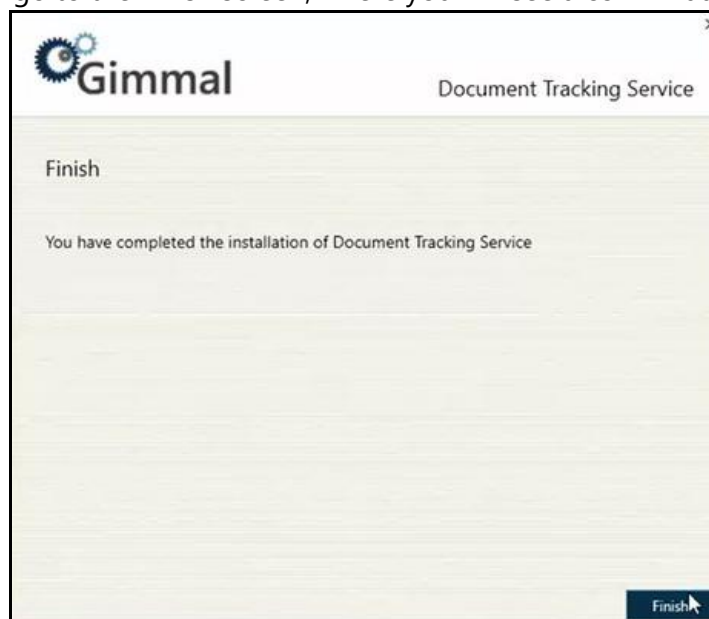 Gimmal
Document Tracking Service
Finish
You have completed the installation of Document Tracking Service
Finish